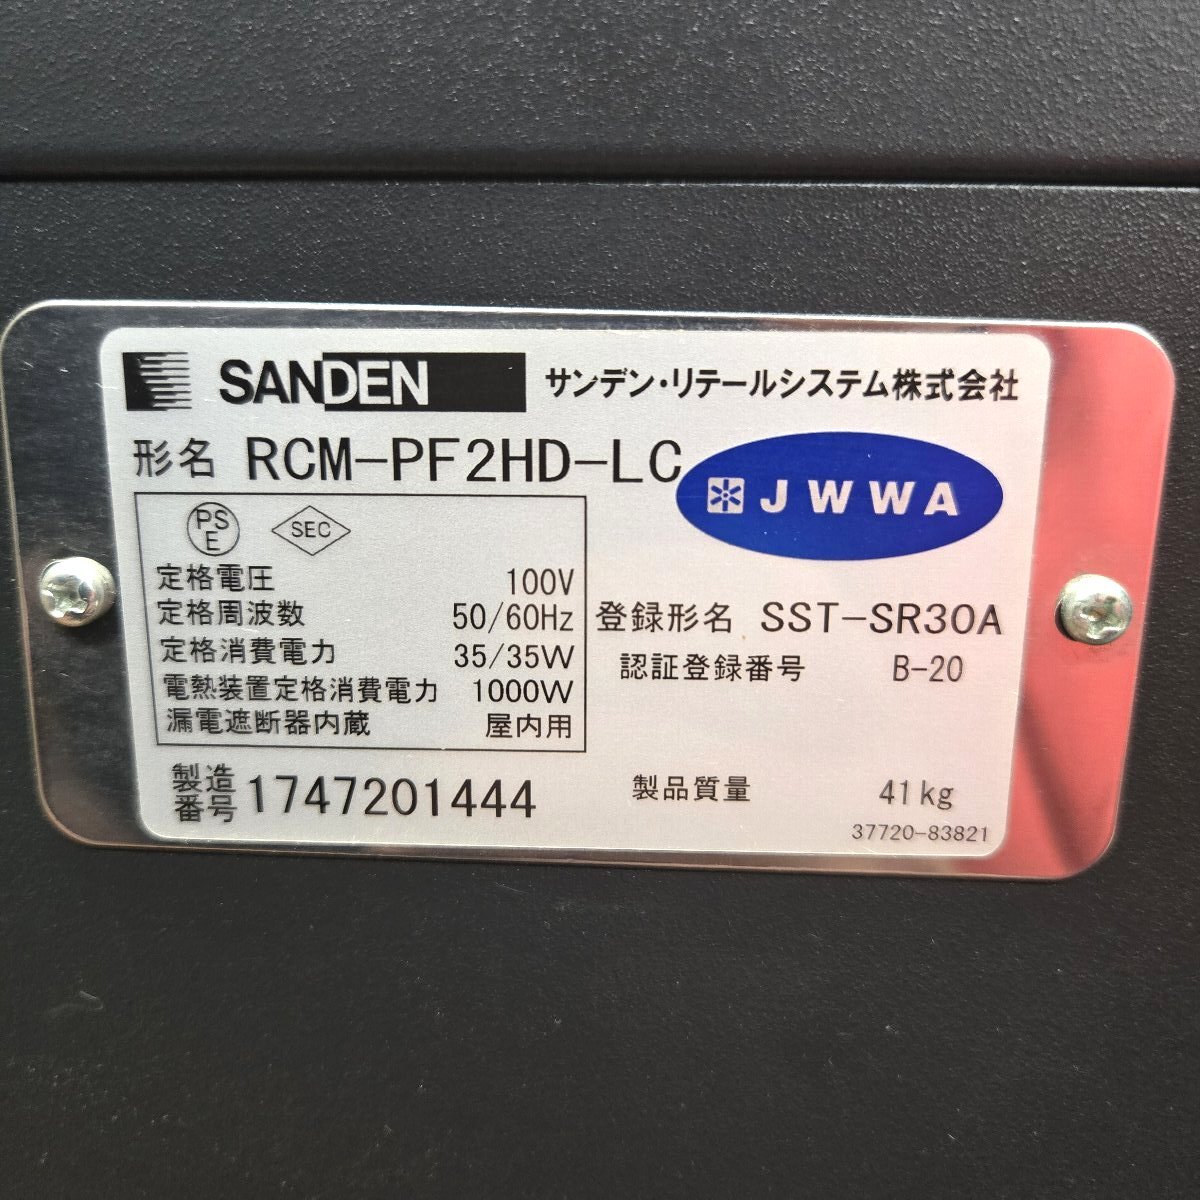 SANDEN サンデン・リテールシステム株式会社
形名 RCM-PF2HD-LC
JWWA
PSE SEC
定格電圧 100V
定格周波数 50/60Hz
定格消費電力 35/35W
電熱装置定格消費電力 1000W
漏電遮断器内蔵 屋内用
登録形名 SST-SR30A
認証登録番号 B-20
製造番号 1747201444
製品質量 41kg
37720-83821